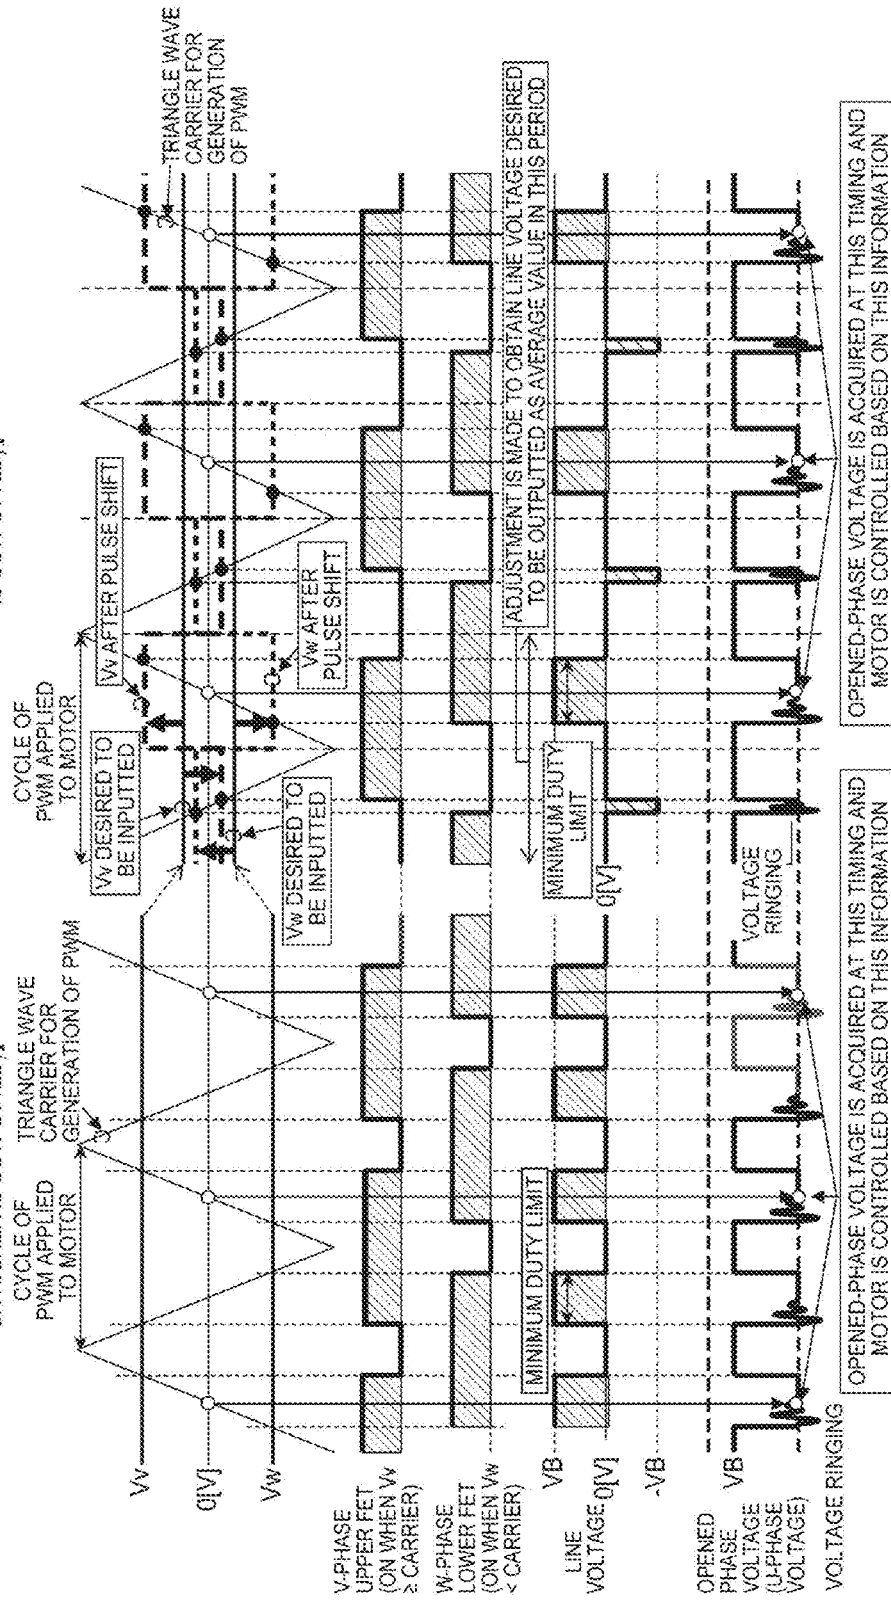 CYCLE OF
PWM APPLIED
TO MOTOR
TRIANGLE WAVE
CARRIER FOR
GENERATION OF PWM
CYCLE OF
PWM APPLIED
TO MOTOR
TRIANGLE WAVE
CARRIER FOR
GENERATION
OF PWM
Vv DESIRED TO
BE INPUTTED
Vv AFTER PULSE SHIFT
Vw DESIRED TO
BE INPUTTED
Vw AFTER
PULSE SHIFT
Vv
0[V]
Vw
V-PHASE
UPPER FET
(ON WHEN Vv
≥ CARRIER)
W-PHASE
LOWER FET
(ON WHEN Vw
< CARRIER)
ADJUSTMENT IS MADE TO OBTAIN LINE VOLTAGE DESIRED
TO BE OUTPUTTED AS AVERAGE VALUE IN THIS PERIOD
MINIMUM DUTY LIMIT
MINIMUM DUTY
LIMIT
LINE
VOLTAGE
VB
0[V]
-VB
0[V]
OPENED
PHASE
VOLTAGE
(U-PHASE
VOLTAGE)
VB
VOLTAGE
RINGING
VOLTAGE RINGING
OPENED-PHASE VOLTAGE IS ACQUIRED AT THIS TIMING AND
MOTOR IS CONTROLLED BASED ON THIS INFORMATION
OPENED-PHASE VOLTAGE IS ACQUIRED AT THIS TIMING AND
MOTOR IS CONTROLLED BASED ON THIS INFORMATION